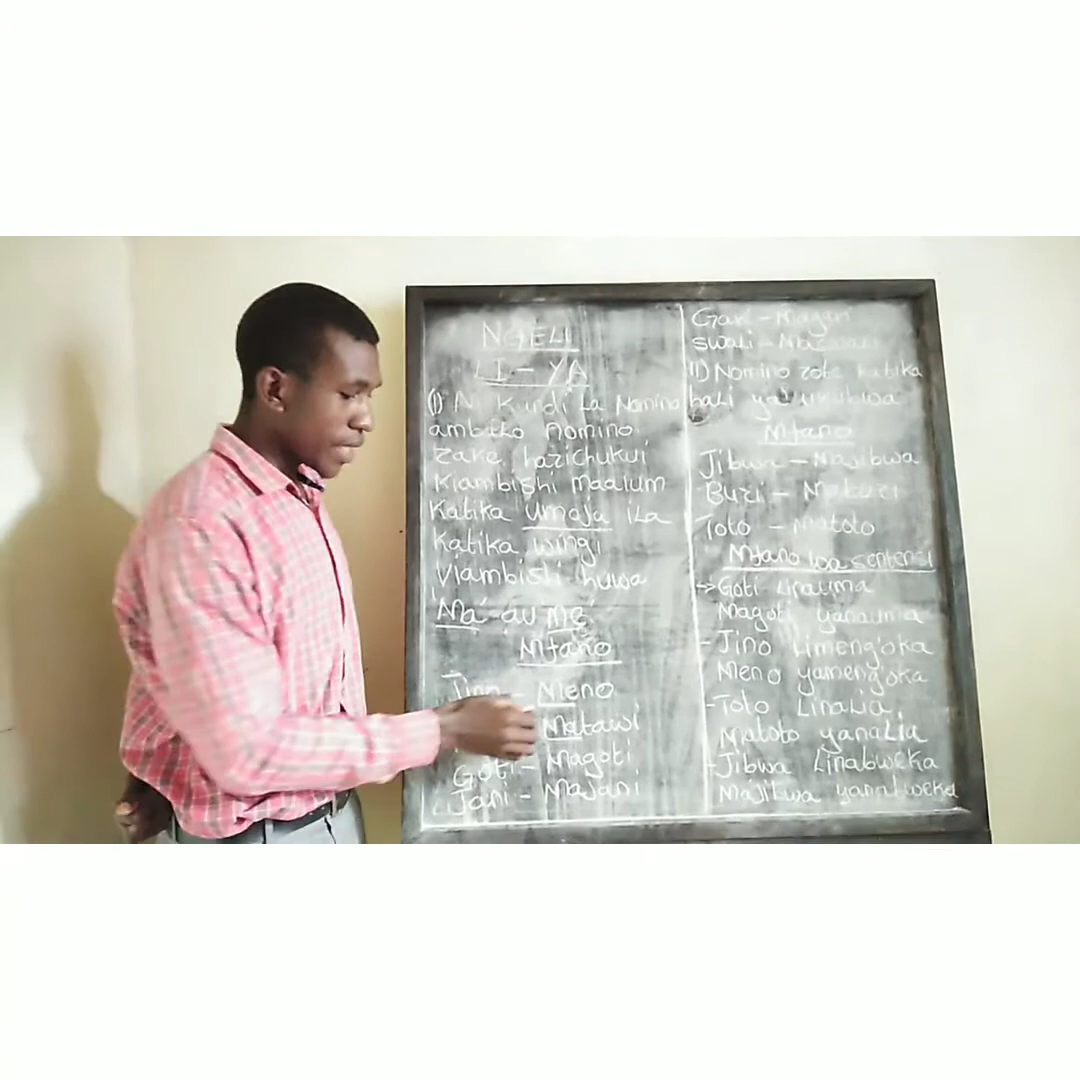 NGELI
LI - YA
(I) Ni kundi la Nomino
ambalo nomino
zake hazichukui
Kiambishi maalum
Katika umoja ila
Katika wingi
Viambishi huwa
'Ma' au 'me'
Mfano
Jino - Meno
Matawi
Goti - Magoti
Jani - Majani
Gari - Magari
Swali - Maswali
(II) Nomino zote katika
hali ya ukubwa
Mfano
Jibwa - Majibwa
Buzi - Mabuzi
Toto - Matoto
Mfano wa sentensi
→ Goti linauma
Magoti yanauma
- Jino limeng'oka
Meno yameng'oka
- Toto Linalia.
Matoto yanalia
- Jibwa Linabweka
Majibwa yanabweka